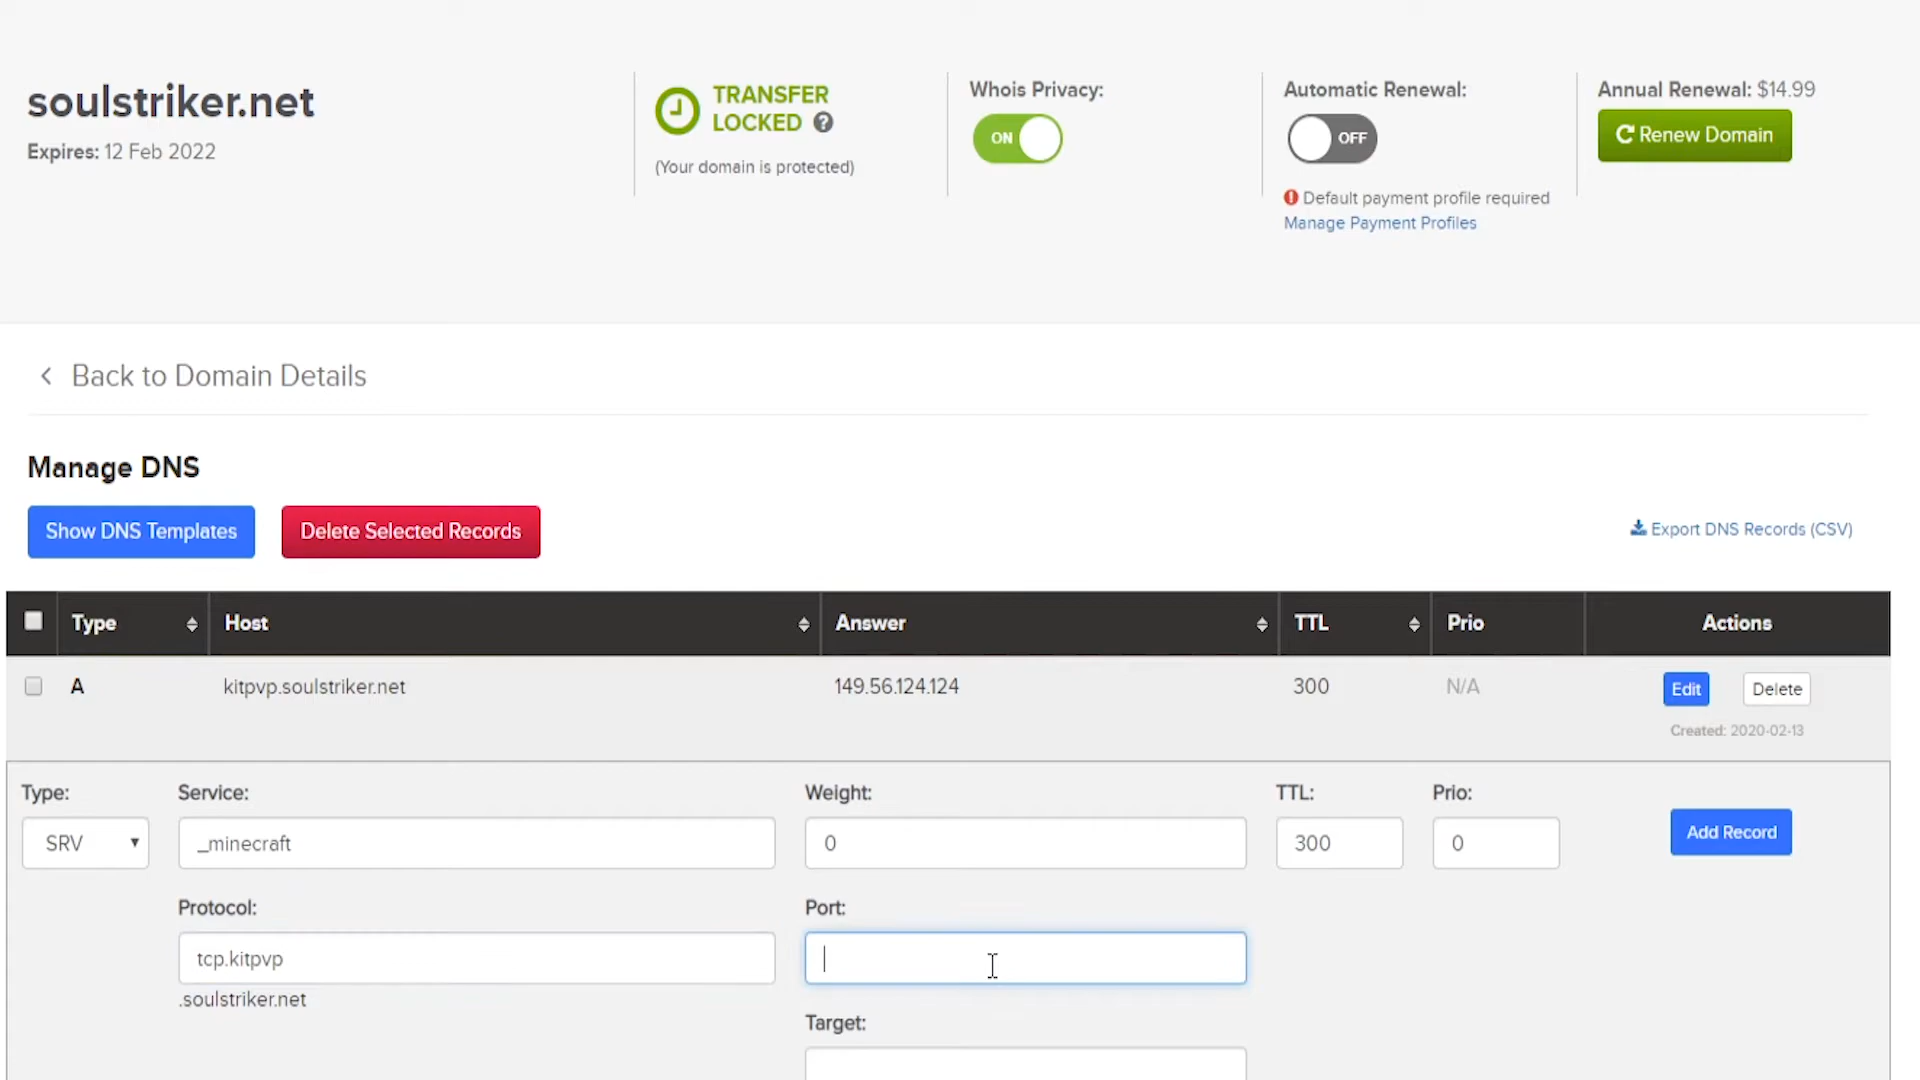 soulstriker.net
Expires: 12 Feb 2022
TRANSFER
LOCKED ?
(Your domain is protected)
Whois Privacy:
ON
Automatic Renewal:
OFF
! Default payment profile required
Manage Payment Profiles
Annual Renewal: $14.99
Renew Domain
Back to Domain Details
Manage DNS
Show DNS Templates
Delete Selected Records
Export DNS Records (CSV)
Type Host Answer TTL Prio Actions
A kitpvp.soulstriker.net 149.56.124.124 300 N/A Edit Delete
Created: 2020-02-13
Type: Service: Weight: TTL: Prio:
SRV _minecraft 0 300 0 Add Record
Protocol: Port:
tcp.kitpvp
.soulstriker.net
Target: